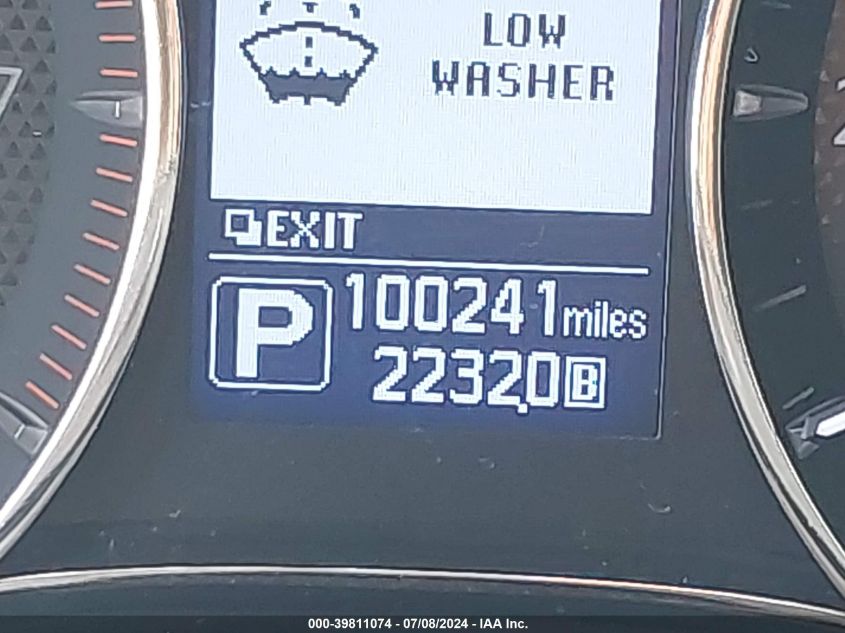 LOW
WASHER
EXIT
P 100241 miles
2232.0 B
000-39811074 - 07/08/2024 - IAA Inc.